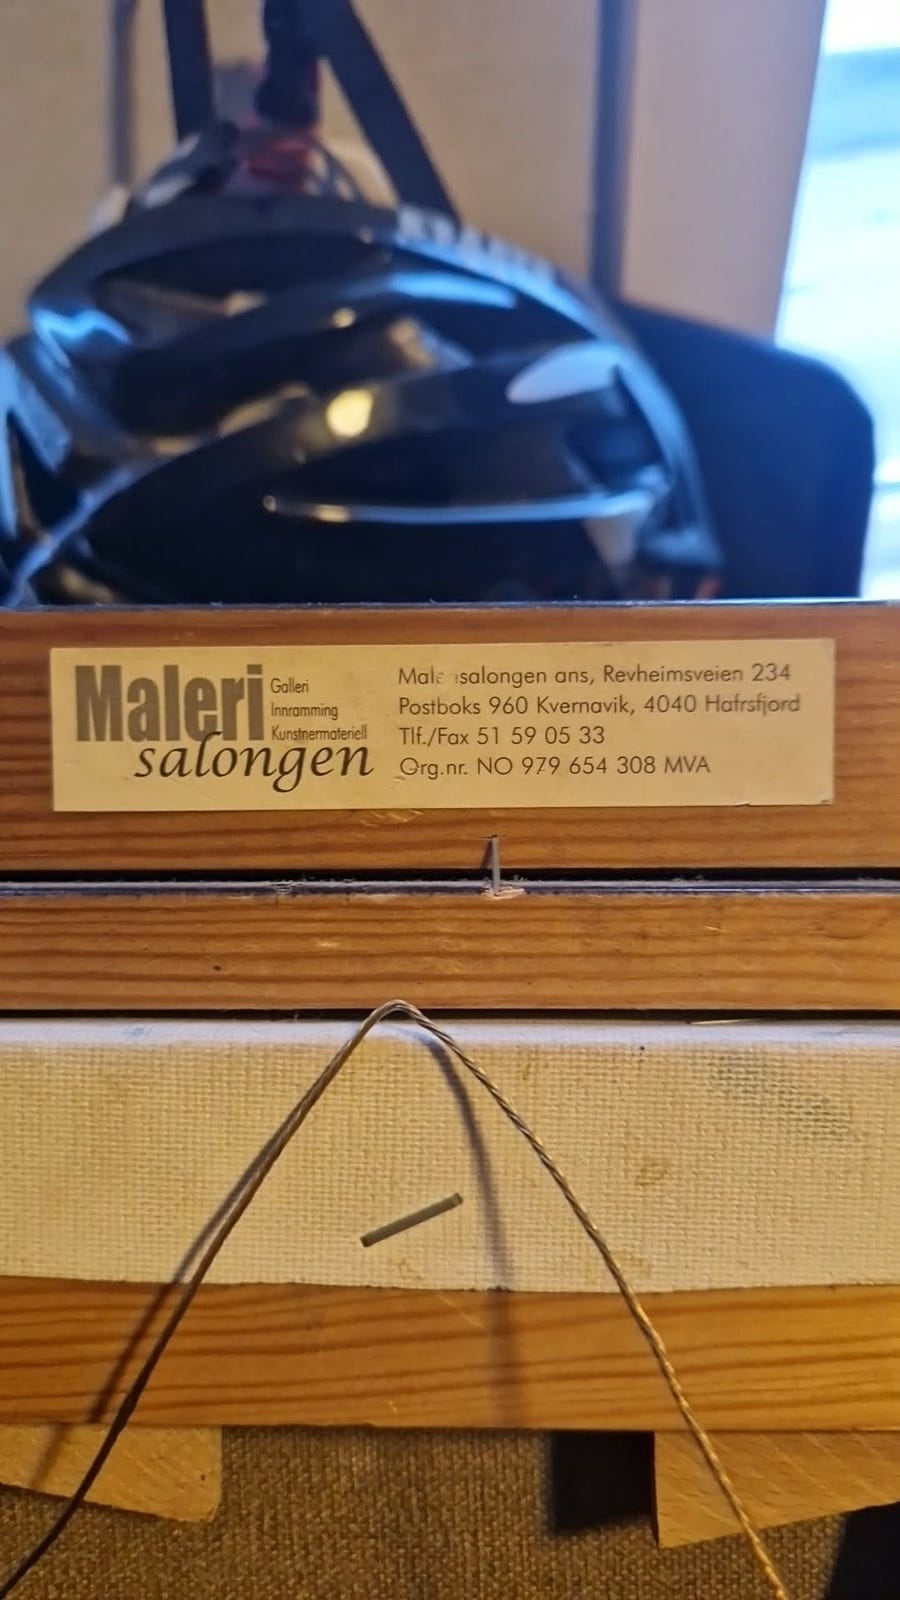 Maleri
salongen
Galleri
Innramming
Kunstnermateriell
salongen ans, Revheimsveien 234
Postboks 960 Kvernavik, 4040 Hafrsfjord
Tlf./Fax 51 59 05 33
Org.nr. NO 979 654 308 MVA